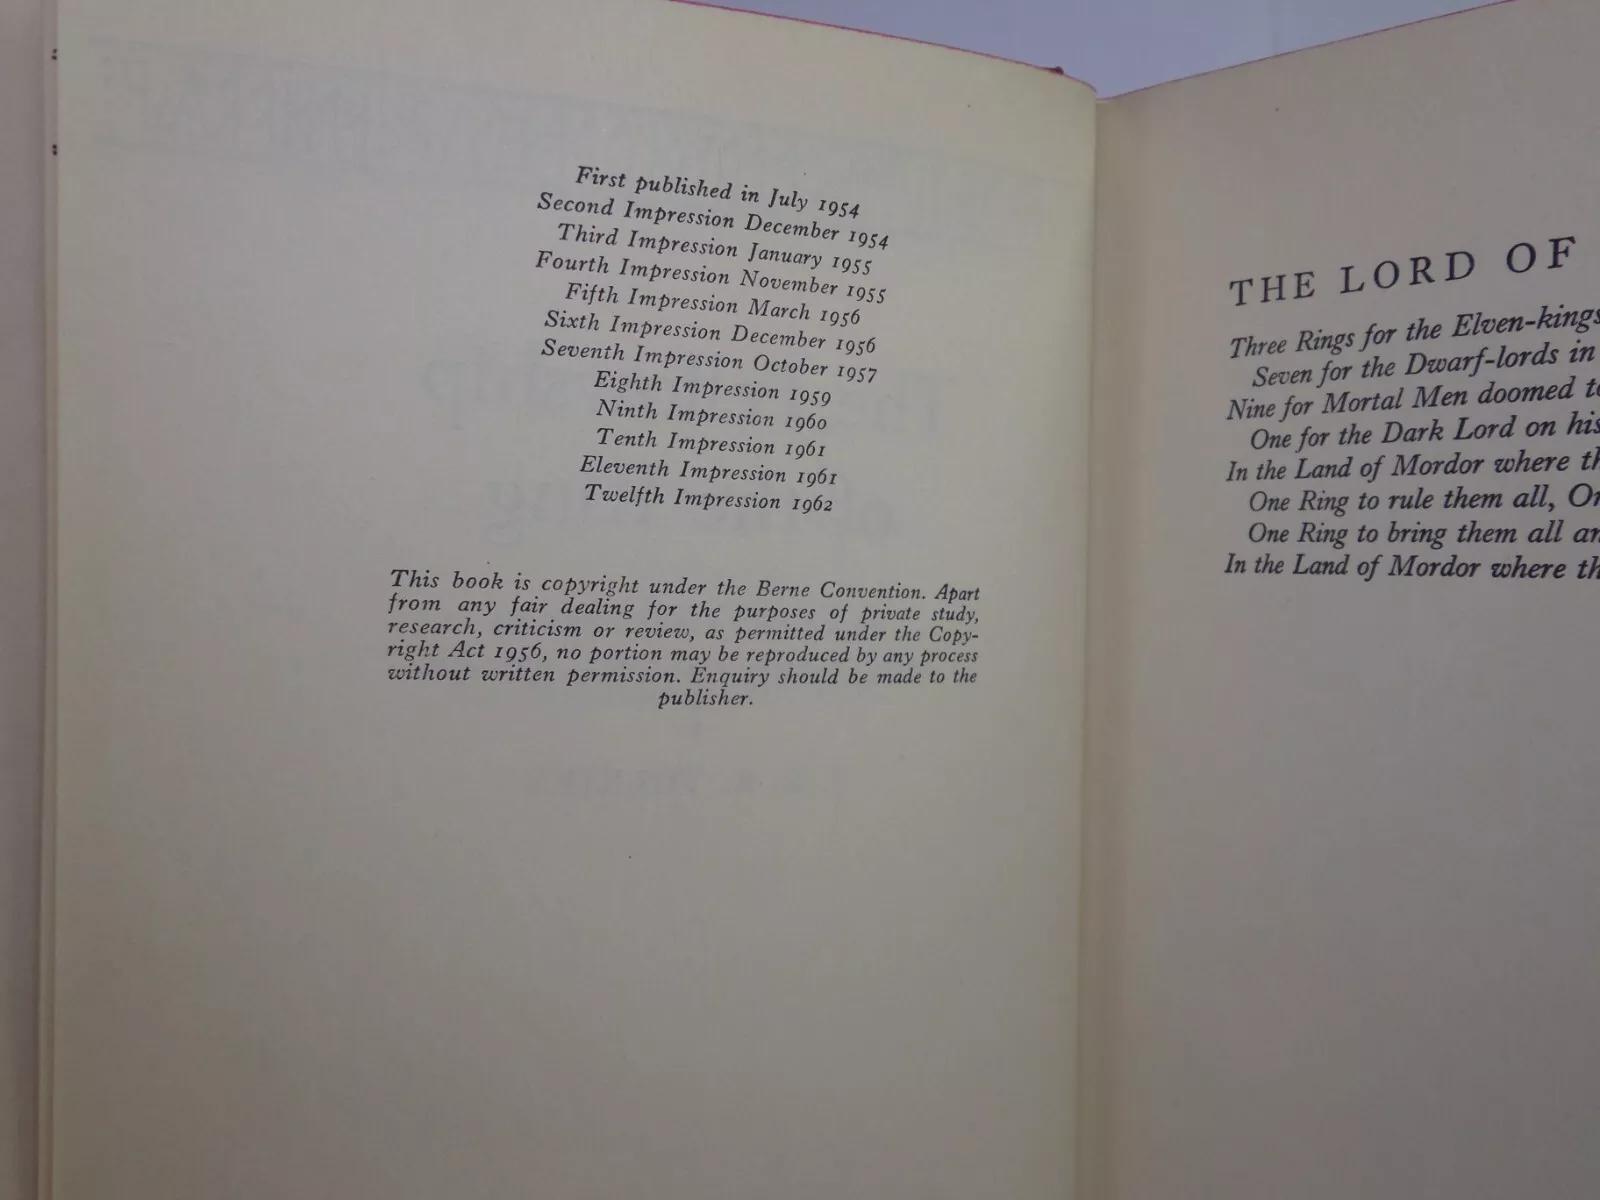 First published in July 1954
Second Impression December 1954
Third Impression January 1955
Fourth Impression November 1955
Fifth Impression March 1956
Sixth Impression December 1956
Seventh Impression October 1957
Eighth Impression 1959
Ninth Impression 1960
Tenth Impression 1961
Eleventh Impression 1961
Twelfth Impression 1962
This book is copyright under the Berne Convention. Apart
from any fair dealing for the purposes of private study,
research, criticism or review, as permitted under the Copy-
right Act 1956, no portion may be reproduced by any process
without written permission. Enquiry should be made to the
publisher.
THE LORD OF
Three Rings for the Elven-kings
Seven for the Dwarf-lords in
Nine for Mortal Men doomed to
One for the Dark Lord on his
In the Land of Mordor where
One Ring to rule them all,
One Ring to bring them all
In the Land of Mordor where